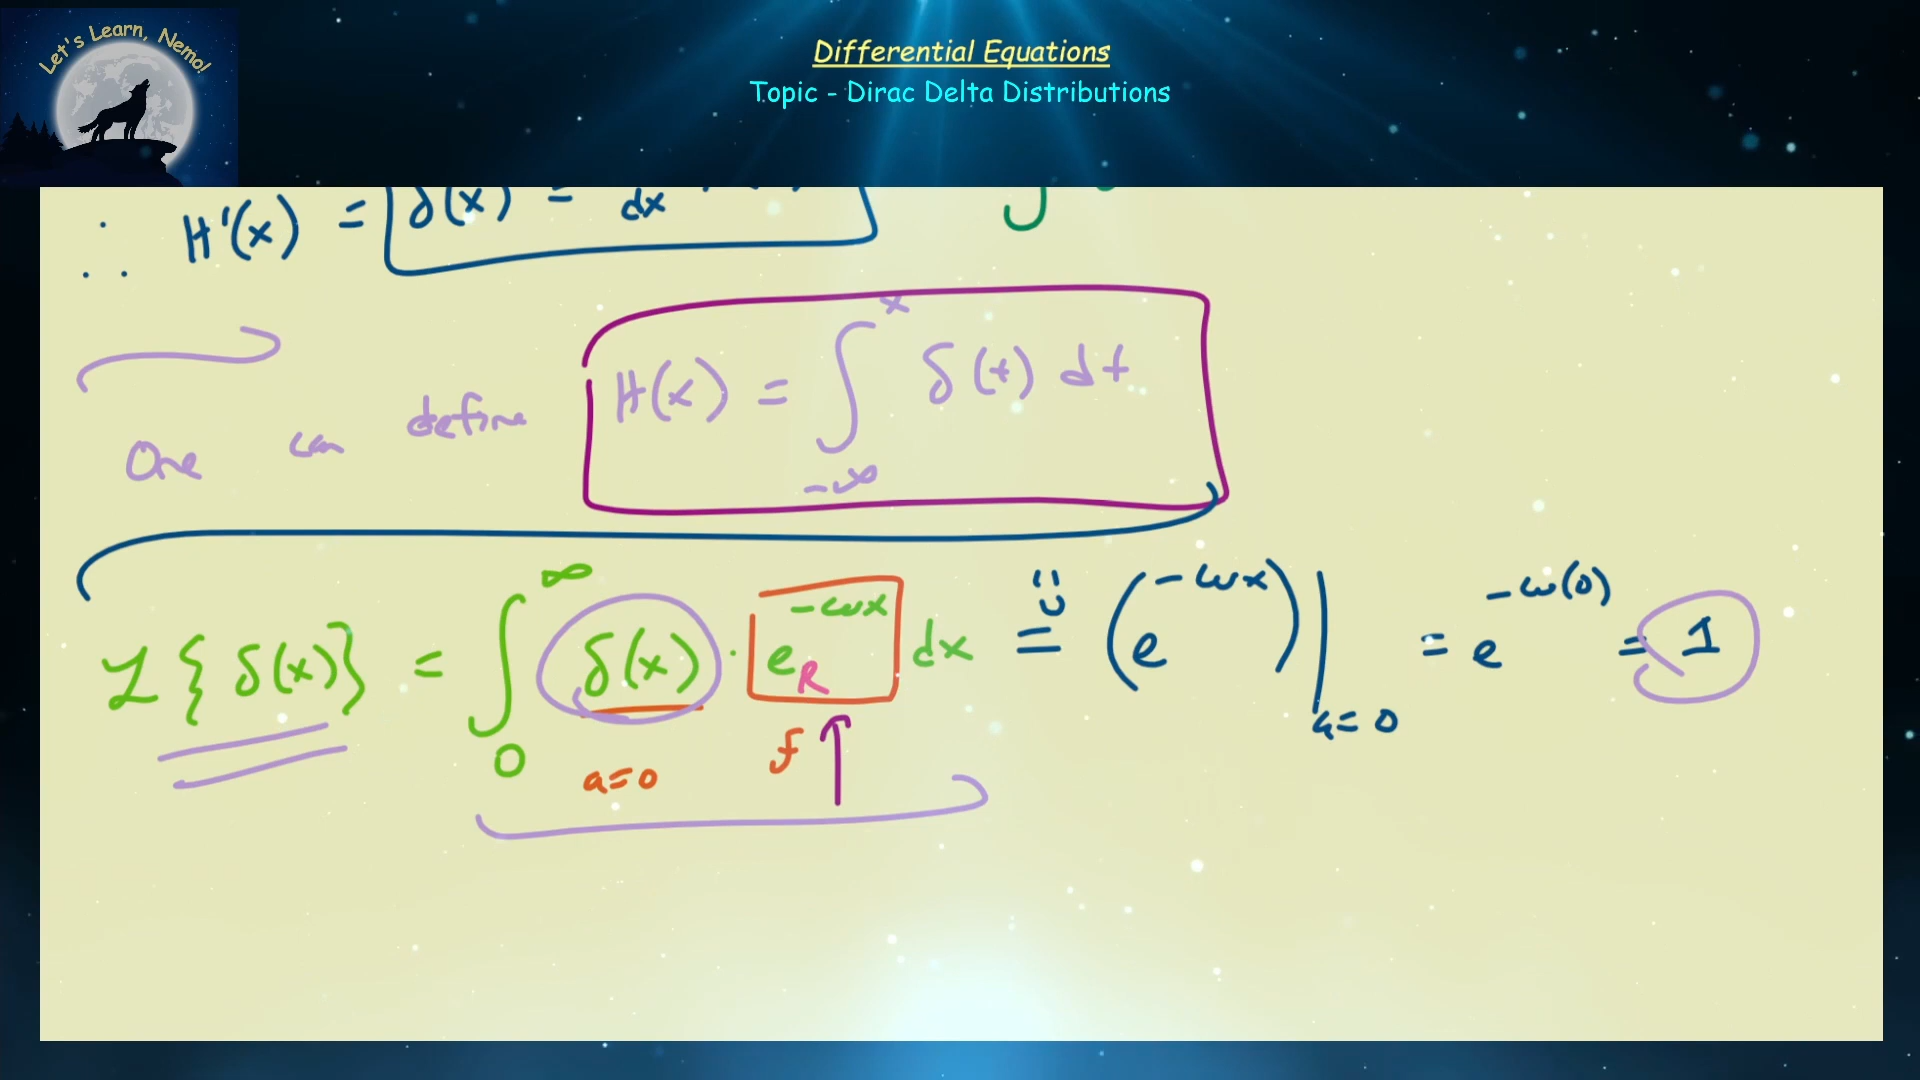 Let's Learn, Nemo!
Differential Equations
Topic - Dirac Delta Distributions
∴ H'(x) = δ(x) = dx
One can define H(x) = ∫_{-∞}^{x} δ(t) dt
ℒ{δ(x)} = ∫_0^∞ δ(x) · e^{-ωx} dx = (e^{-ωx})|_{a=0} = e^{-ω(0)} = 1
R
a=0 f